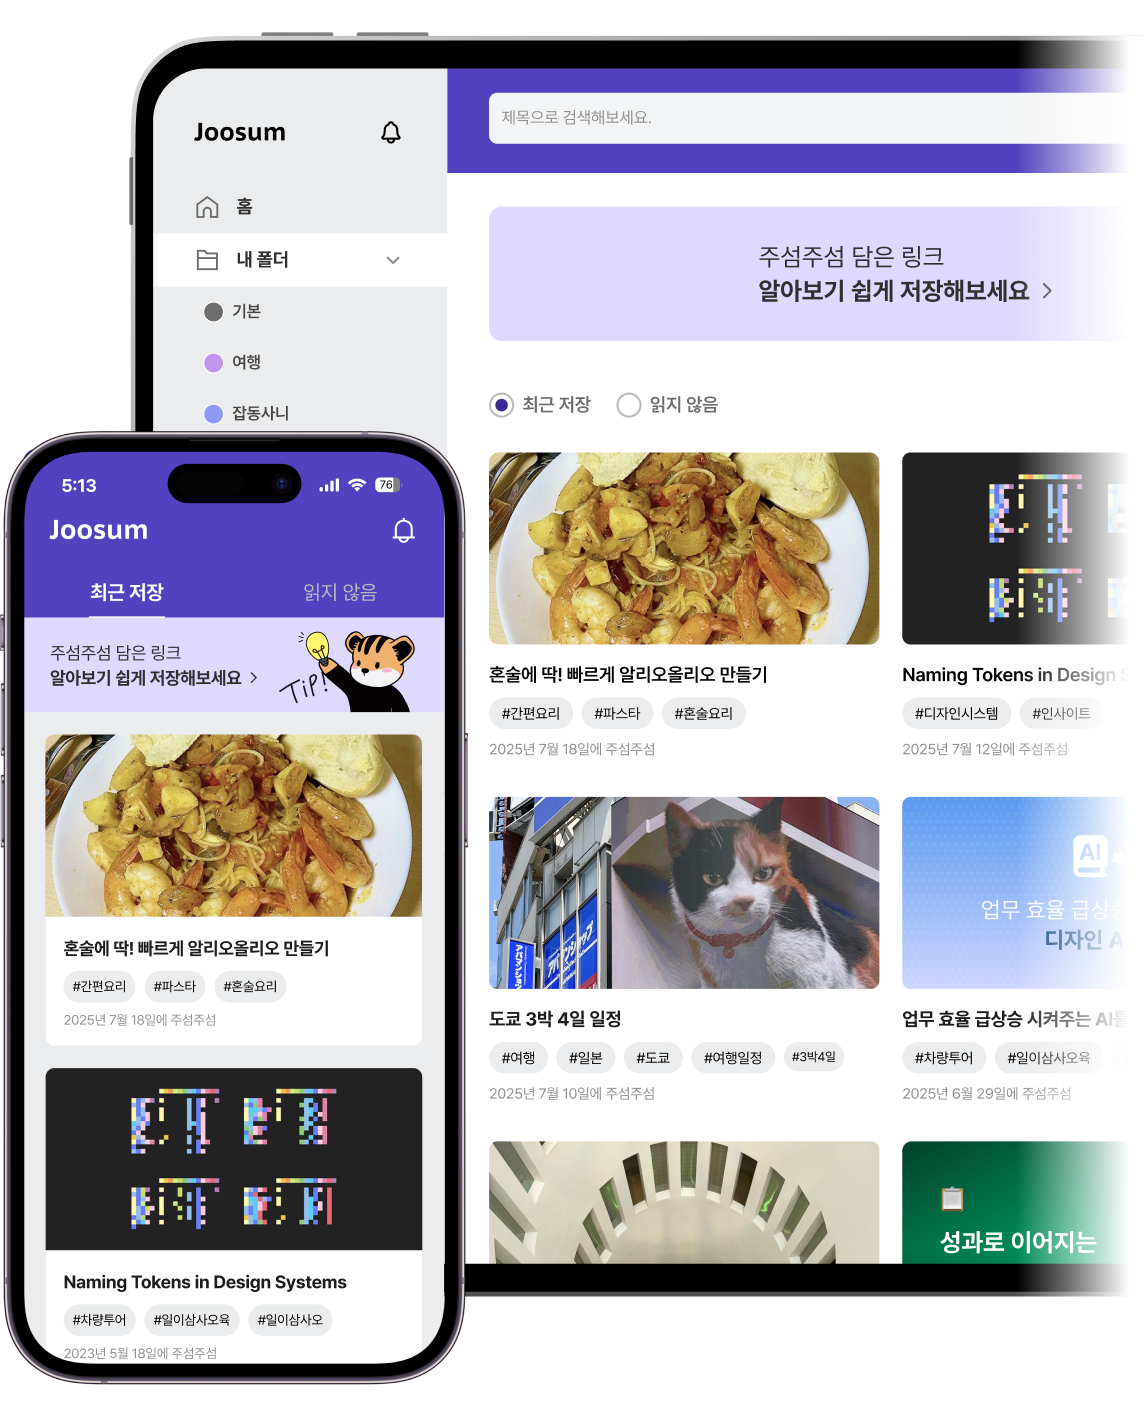 Joosum
제목으로 검색해보세요.
홈
내 폴더
기본
여행
잡동사니
주섬주섬 담은 링크
알아보기 쉽게 저장해보세요
최근 저장
읽지 않음
혼술에 딱! 빠르게 알리오올리오 만들기
#간편요리 #파스타 #혼술요리
2025년 7월 18일에 주섬주섬
Naming Tokens in Design S
#디자인시스템 #인사이트
2025년 7월 12일에 주섬주섬
도쿄 3박 4일 일정
#여행 #일본 #도쿄 #여행일정 #3박4일
2025년 7월 10일에 주섬주섬
AI
업무 효율 급상승
디자인 A
업무 효율 급상승 시켜주는 AI툴
#차량투어 #일이삼사오육
2025년 6월 29일에 주섬주섬
성과로 이어지는
5:13
76
Joosum
최근 저장
읽지 않음
주섬주섬 담은 링크
알아보기 쉽게 저장해보세요
TIP!
혼술에 딱! 빠르게 알리오올리오 만들기
#간편요리 #파스타 #혼술요리
2025년 7월 18일에 주섬주섬
Naming Tokens in Design Systems
#차량투어 #일이삼사오육 #일이삼사오
2023년 5월 18일에 주섬주섬